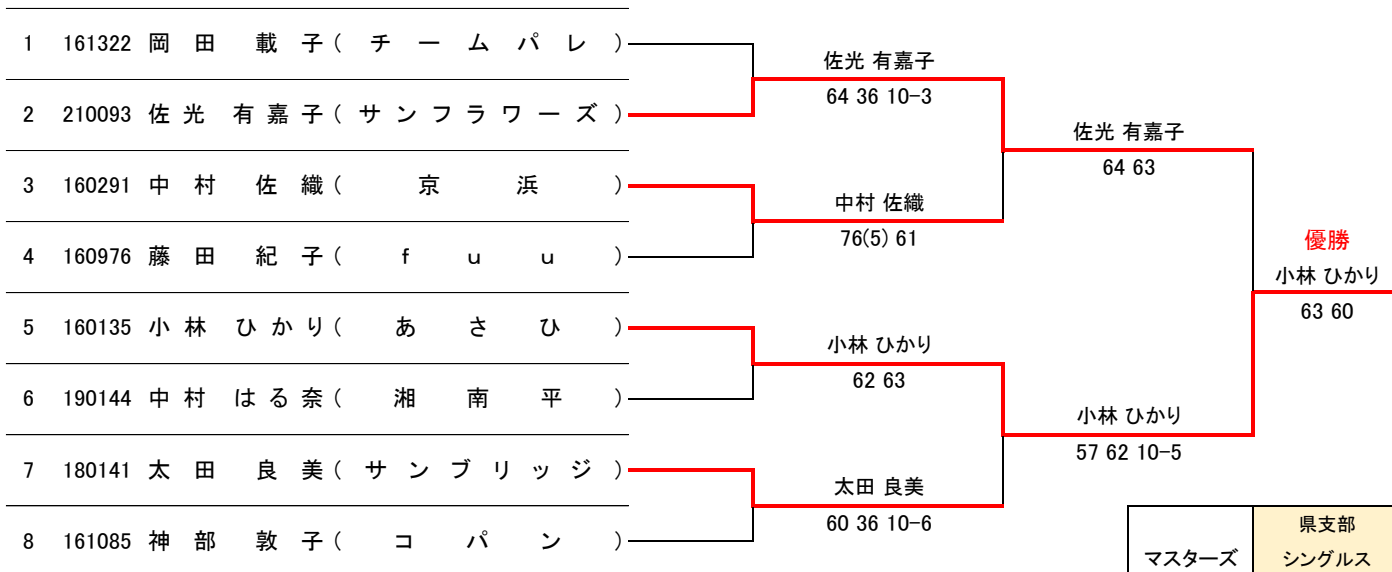 1 161322 岡田 載子(チームパレ)
2 210093 佐光 有嘉子(サンフラワーズ)
3 160291 中村 佐織(京浜)
4 160976 藤田 紀子(fuu)
5 160135 小林 ひかり(あさひ)
6 190144 中村 はる奈(湘南平)
7 180141 太田 良美(サンブリッジ)
8 161085 神部 敦子(コパン)
佐光 有嘉子
64 36 10-3
中村 佐織
76(5) 61
小林 ひかり
62 63
太田 良美
60 36 10-6
佐光 有嘉子
64 63
小林 ひかり
57 62 10-5
優勝
小林 ひかり
63 60
マスターズ
県支部
シングルス